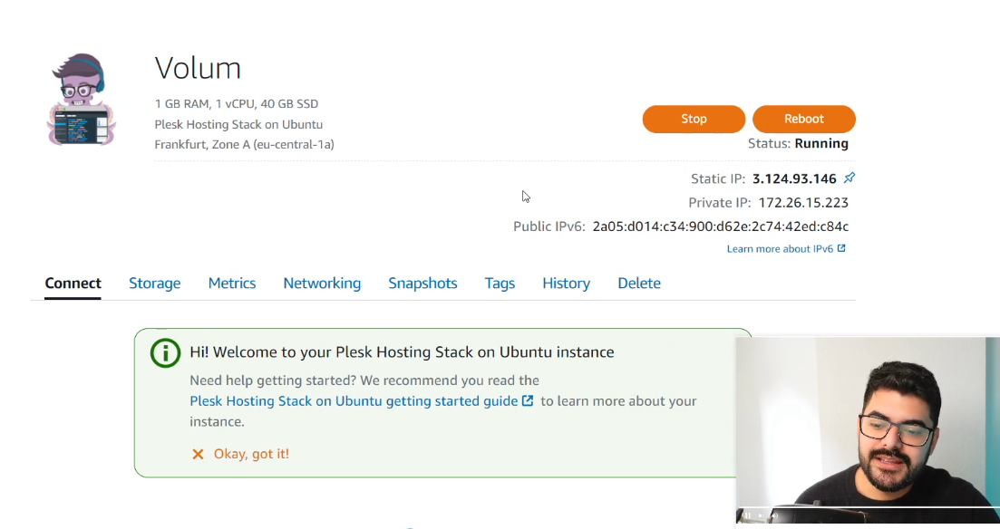 Volum
1 GB RAM, 1 vCPU, 40 GB SSD
Plesk Hosting Stack on Ubuntu
Frankfurt, Zone A (eu-central-1a)
Stop
Reboot
Status: Running
Static IP: 3.124.93.146
Private IP: 172.26.15.223
Public IPv6: 2a05:d014:c34:900:d62e:2c74:42ed:c84c
Learn more about IPv6
Connect Storage Metrics Networking Snapshots Tags History Delete
Hi! Welcome to your Plesk Hosting Stack on Ubuntu instance
Need help getting started? We recommend you read the
Plesk Hosting Stack on Ubuntu getting started guide to learn more about your
instance.
Okay, got it!